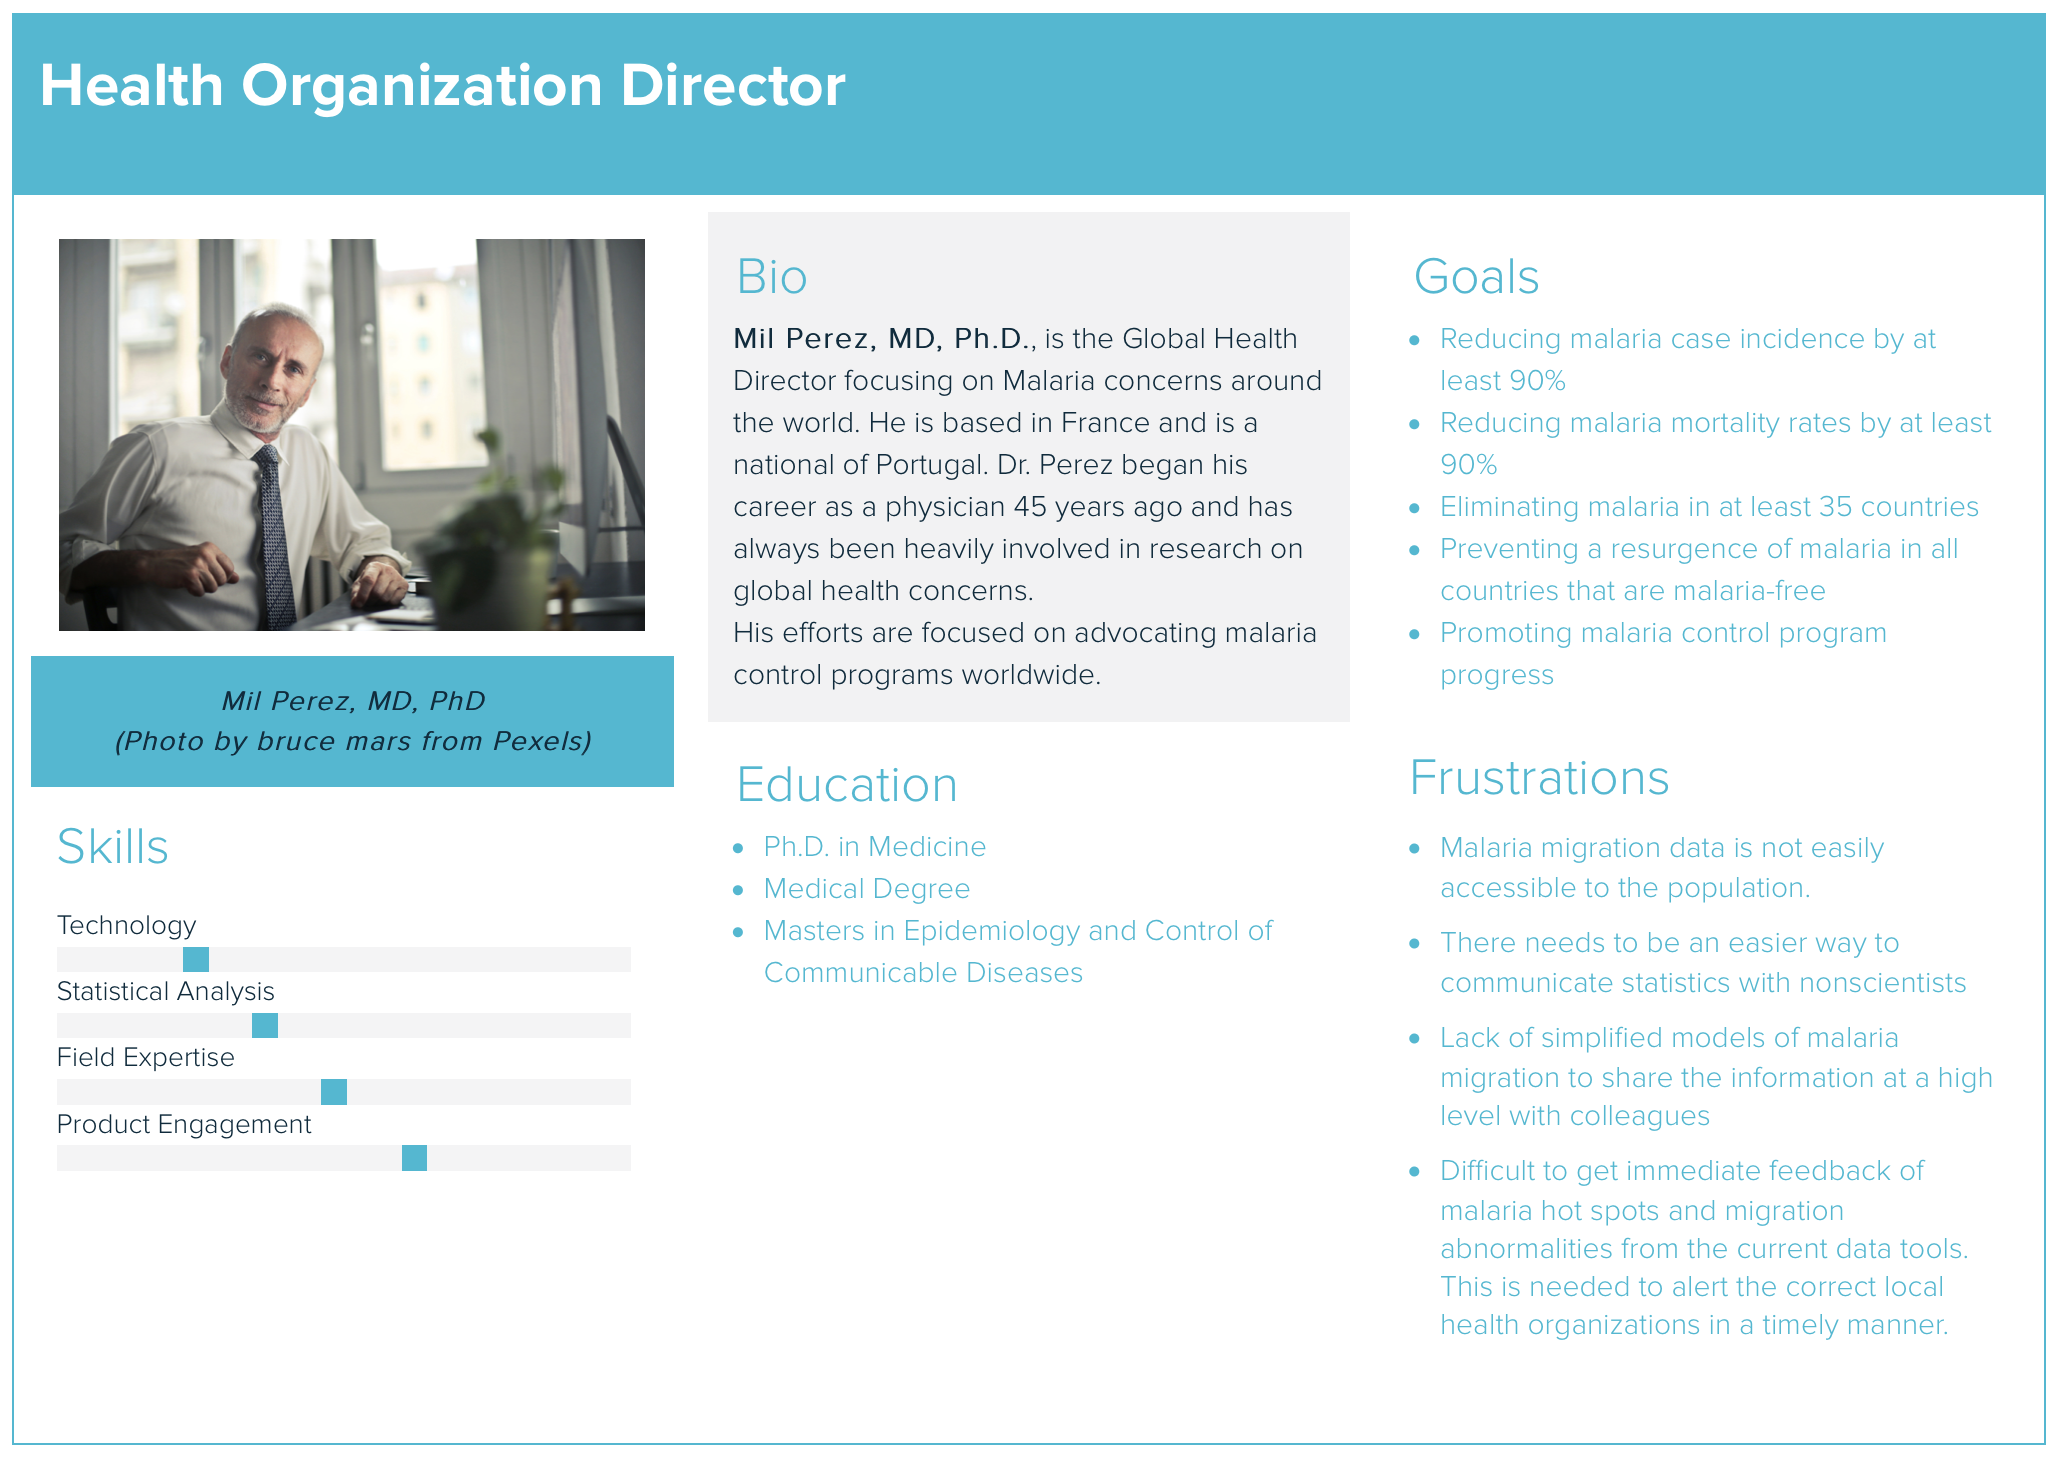 Health Organization Director
Mil Perez, MD, PhD
(Photo by bruce mars from Pexels)
Skills
Technology
Statistical Analysis
Field Expertise
Product Engagement
Bio
Mil Perez, MD, Ph.D., is the Global Health
Director focusing on Malaria concerns around
the world. He is based in France and is a
national of Portugal. Dr. Perez began his
career as a physician 45 years ago and has
always been heavily involved in research on
global health concerns.
His efforts are focused on advocating malaria
control programs worldwide.
Education
• Ph.D. in Medicine
• Medical Degree
• Masters in Epidemiology and Control of
Communicable Diseases
Goals
• Reducing malaria case incidence by at
least 90%
• Reducing malaria mortality rates by at least
90%
• Eliminating malaria in at least 35 countries
• Preventing a resurgence of malaria in all
countries that are malaria-free
• Promoting malaria control program
progress
Frustrations
• Malaria migration data is not easily
accessible to the population.
• There needs to be an easier way to
communicate statistics with nonscientists
• Lack of simplified models of malaria
migration to share the information at a high
level with colleagues
• Difficult to get immediate feedback of
malaria hot spots and migration
abnormalities from the current data tools.
This is needed to alert the correct local
health organizations in a timely manner.